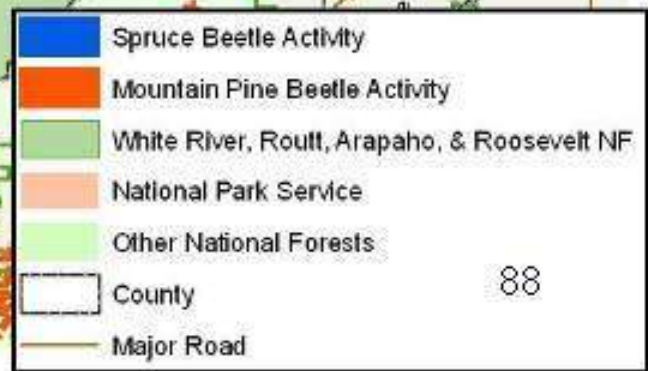 Spruce Beetle Activity
Mountain Pine Beetle Activity
White River, Routt, Arapaho, & Roosevelt NF
National Park Service
Other National Forests
County
88
Major Road